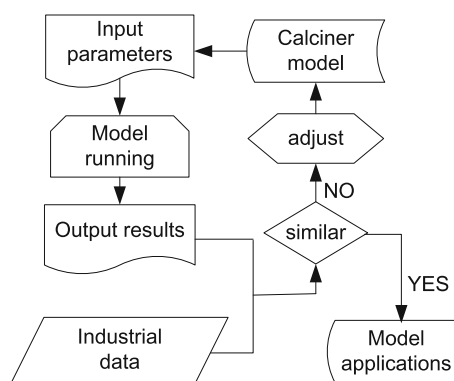 Input
parameters
Calciner
model
Model
running
adjust
NO
Output results
similar
YES
Industrial
data
Model
applications